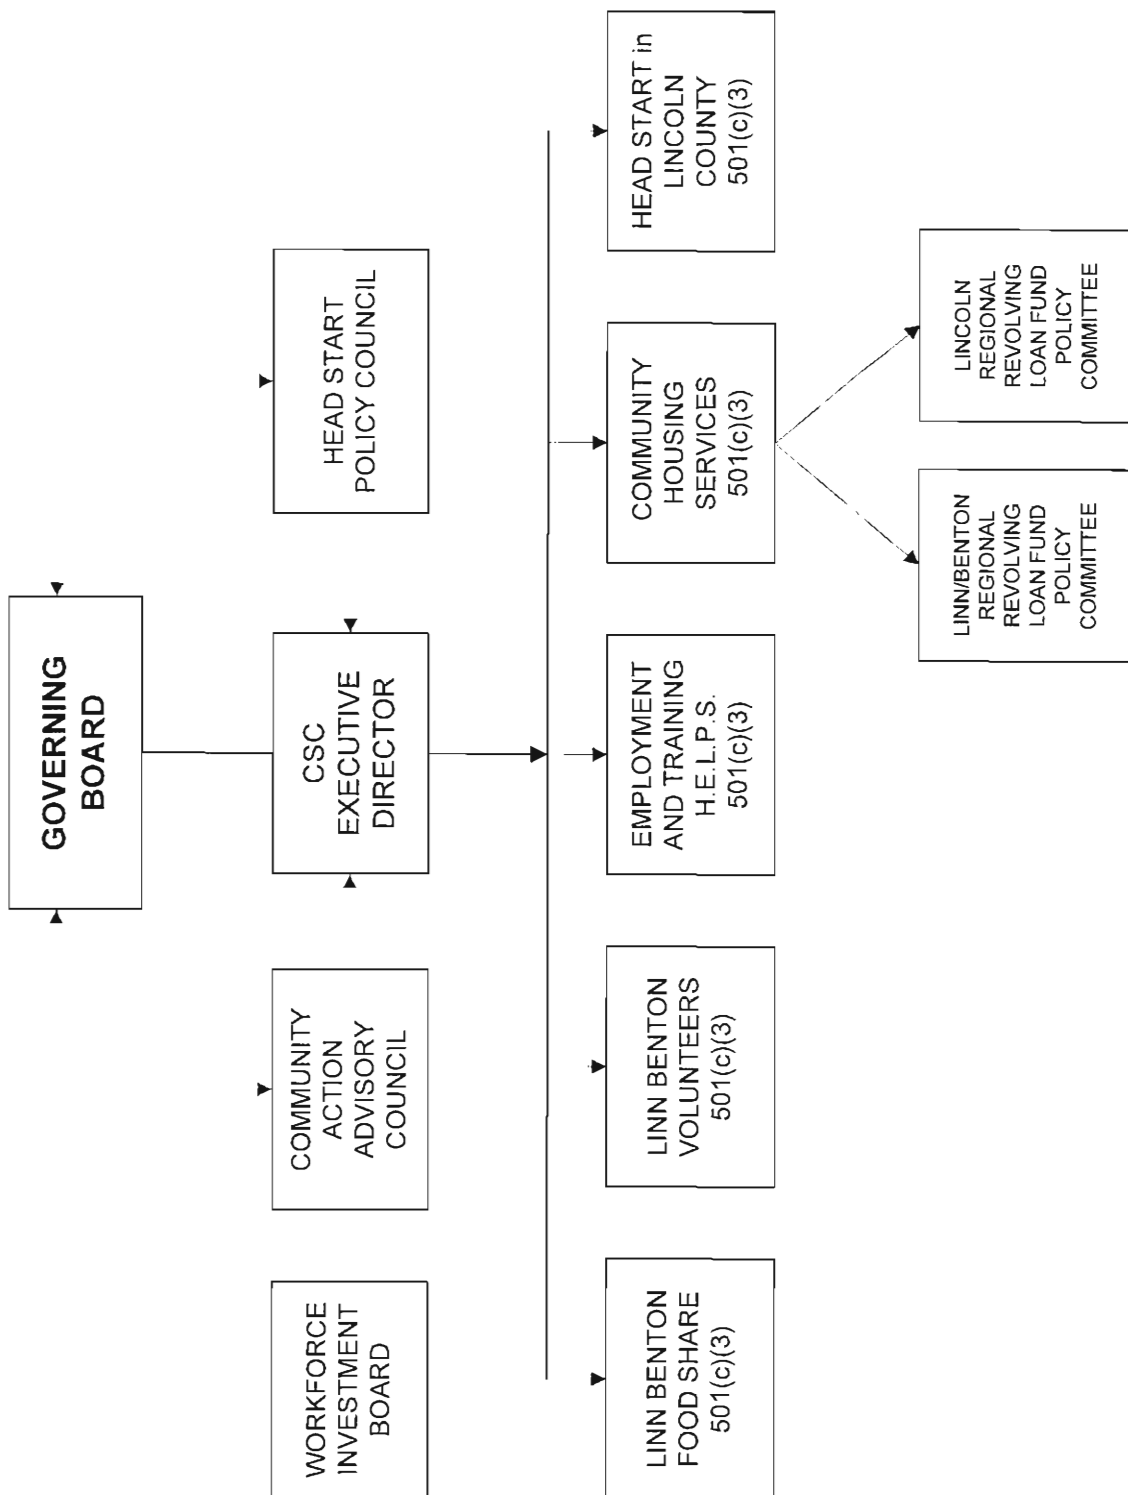 GOVERNING
BOARD
WORKFORCE
INVESTMENT
BOARD
COMMUNITY
ACTION
ADVISORY
COUNCIL
CSC
EXECUTIVE
DIRECTOR
HEAD START
POLICY COUNCIL
LINN BENTON
FOOD SHARE
501(c)(3)
LINN BENTON
VOLUNTEERS
501(c)(3)
EMPLOYMENT
AND TRAINING
H.E.L.P.S.
501(c)(3)
COMMUNITY
HOUSING
SERVICES
501(c)(3)
HEAD START in
LINCOLN
COUNTY
501(c)(3)
LINN/BENTON
REGIONAL
REVOLVING
LOAN FUND
POLICY
COMMITTEE
LINCOLN
REGIONAL
REVOLVING
LOAN FUND
POLICY
COMMITTEE